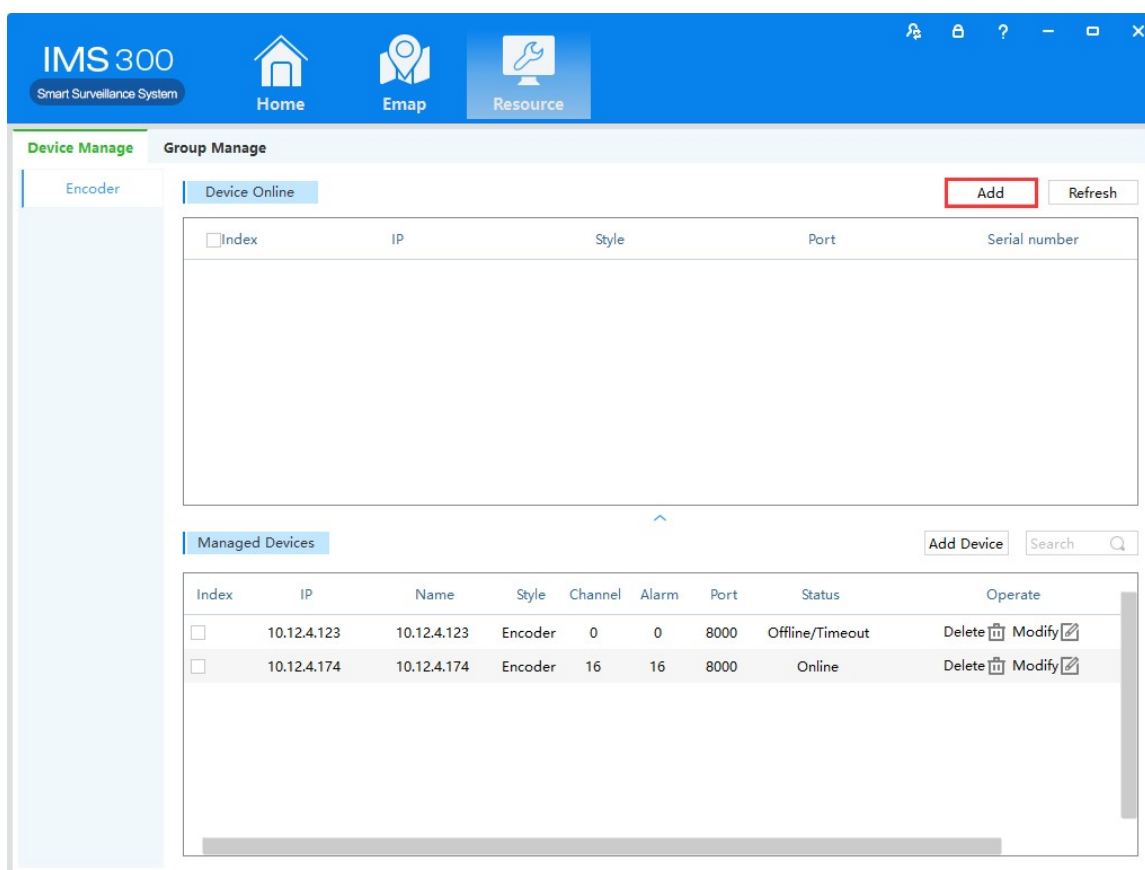 IMS 300
Smart Surveillance System
Home Emap Resource
?
Device Manage Group Manage
Encoder
Device Online Add Refresh
Index IP Style Port Serial number
Managed Devices Add Device Search
Index IP Name Style Channel Alarm Port Status Operate
10.12.4.123 10.12.4.123 Encoder 0 0 8000 Offline/Timeout Delete Modify
10.12.4.174 10.12.4.174 Encoder 16 16 8000 Online Delete Modify